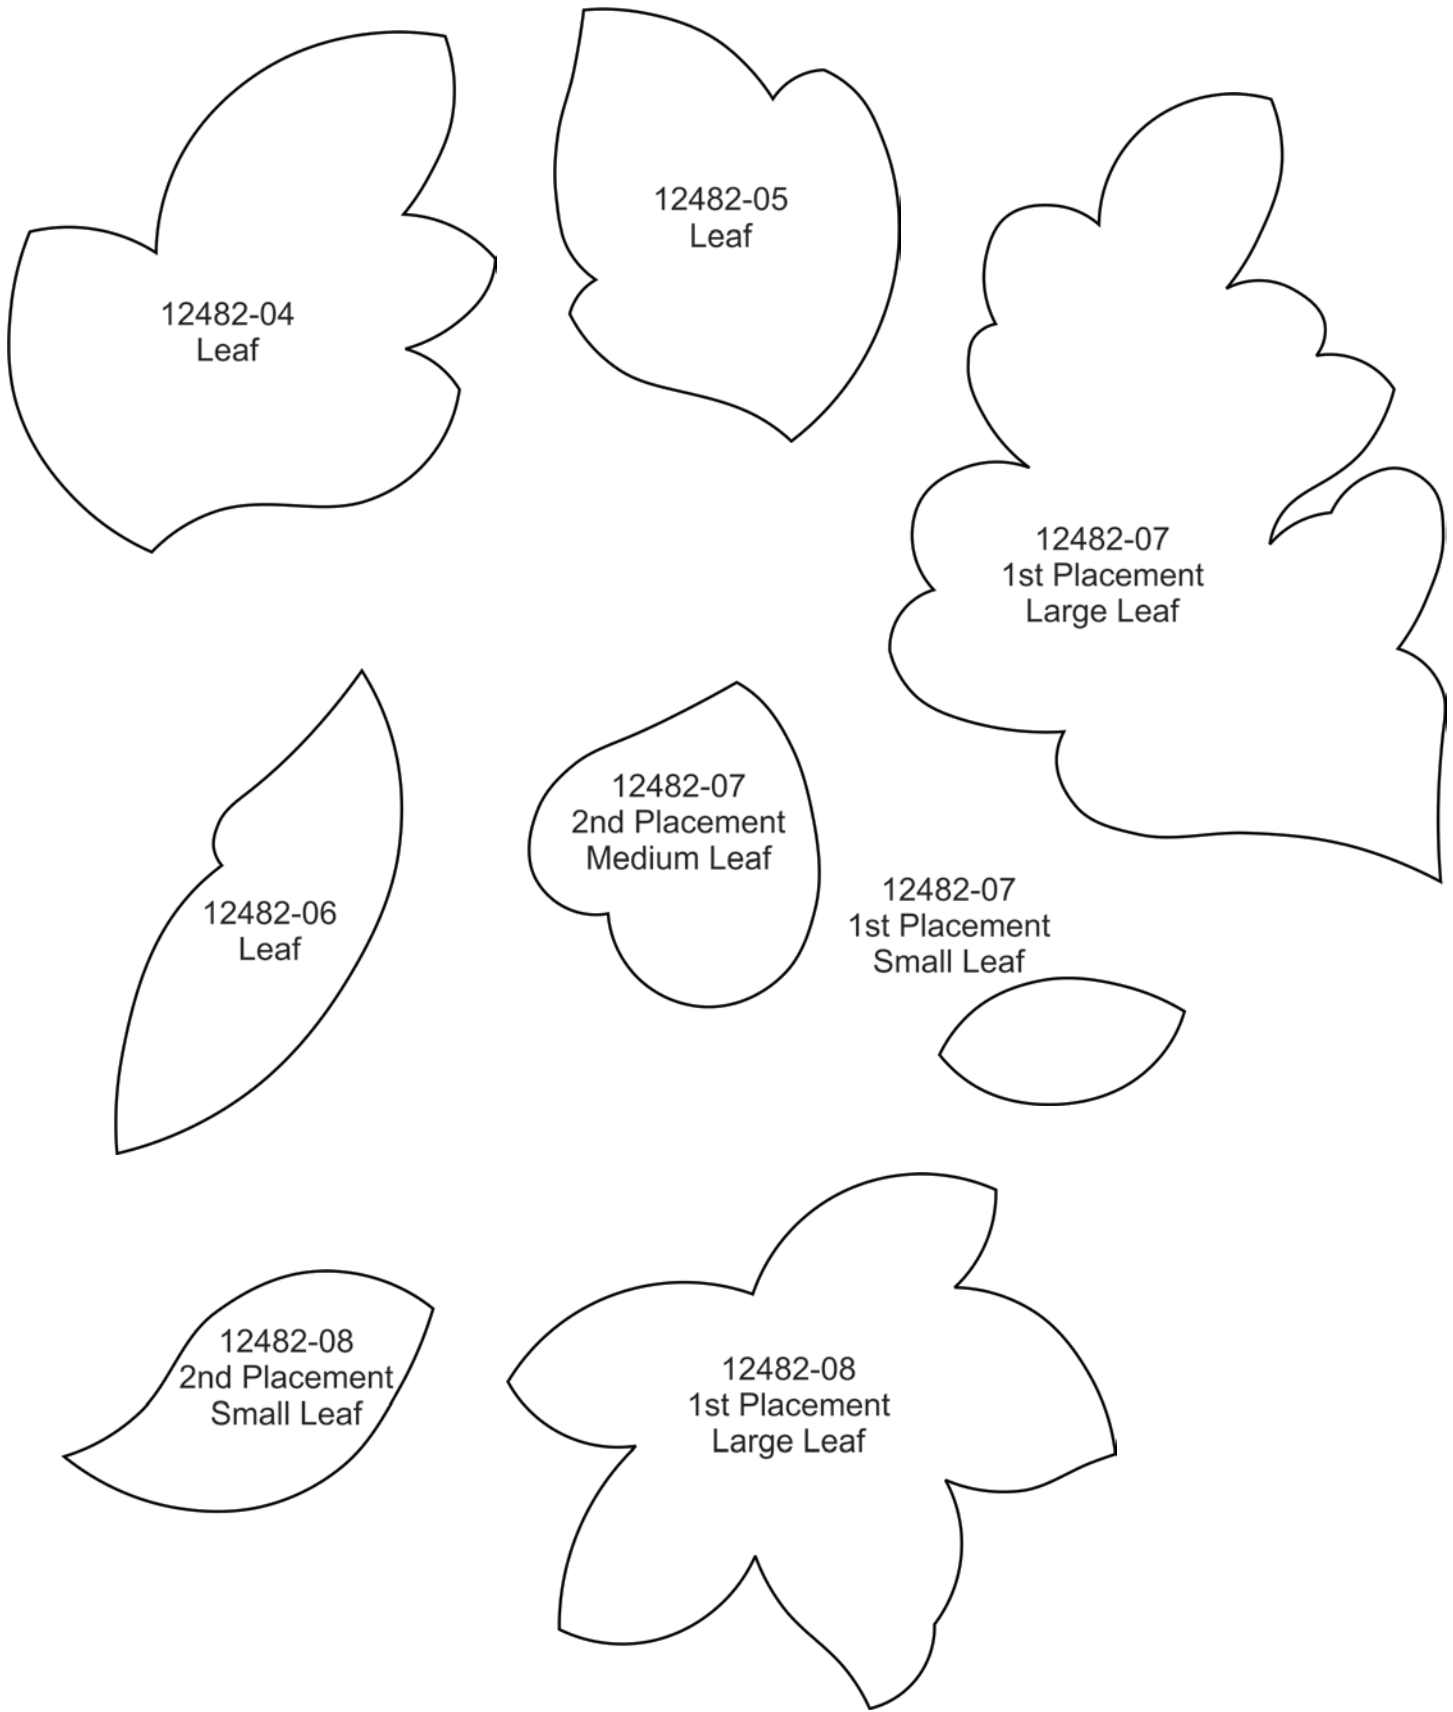 12482-04
Leaf
12482-05
Leaf
12482-07
1st Placement
Large Leaf
12482-06
Leaf
12482-07
2nd Placement
Medium Leaf
12482-07
1st Placement
Small Leaf
12482-08
2nd Placement
Small Leaf
12482-08
1st Placement
Large Leaf